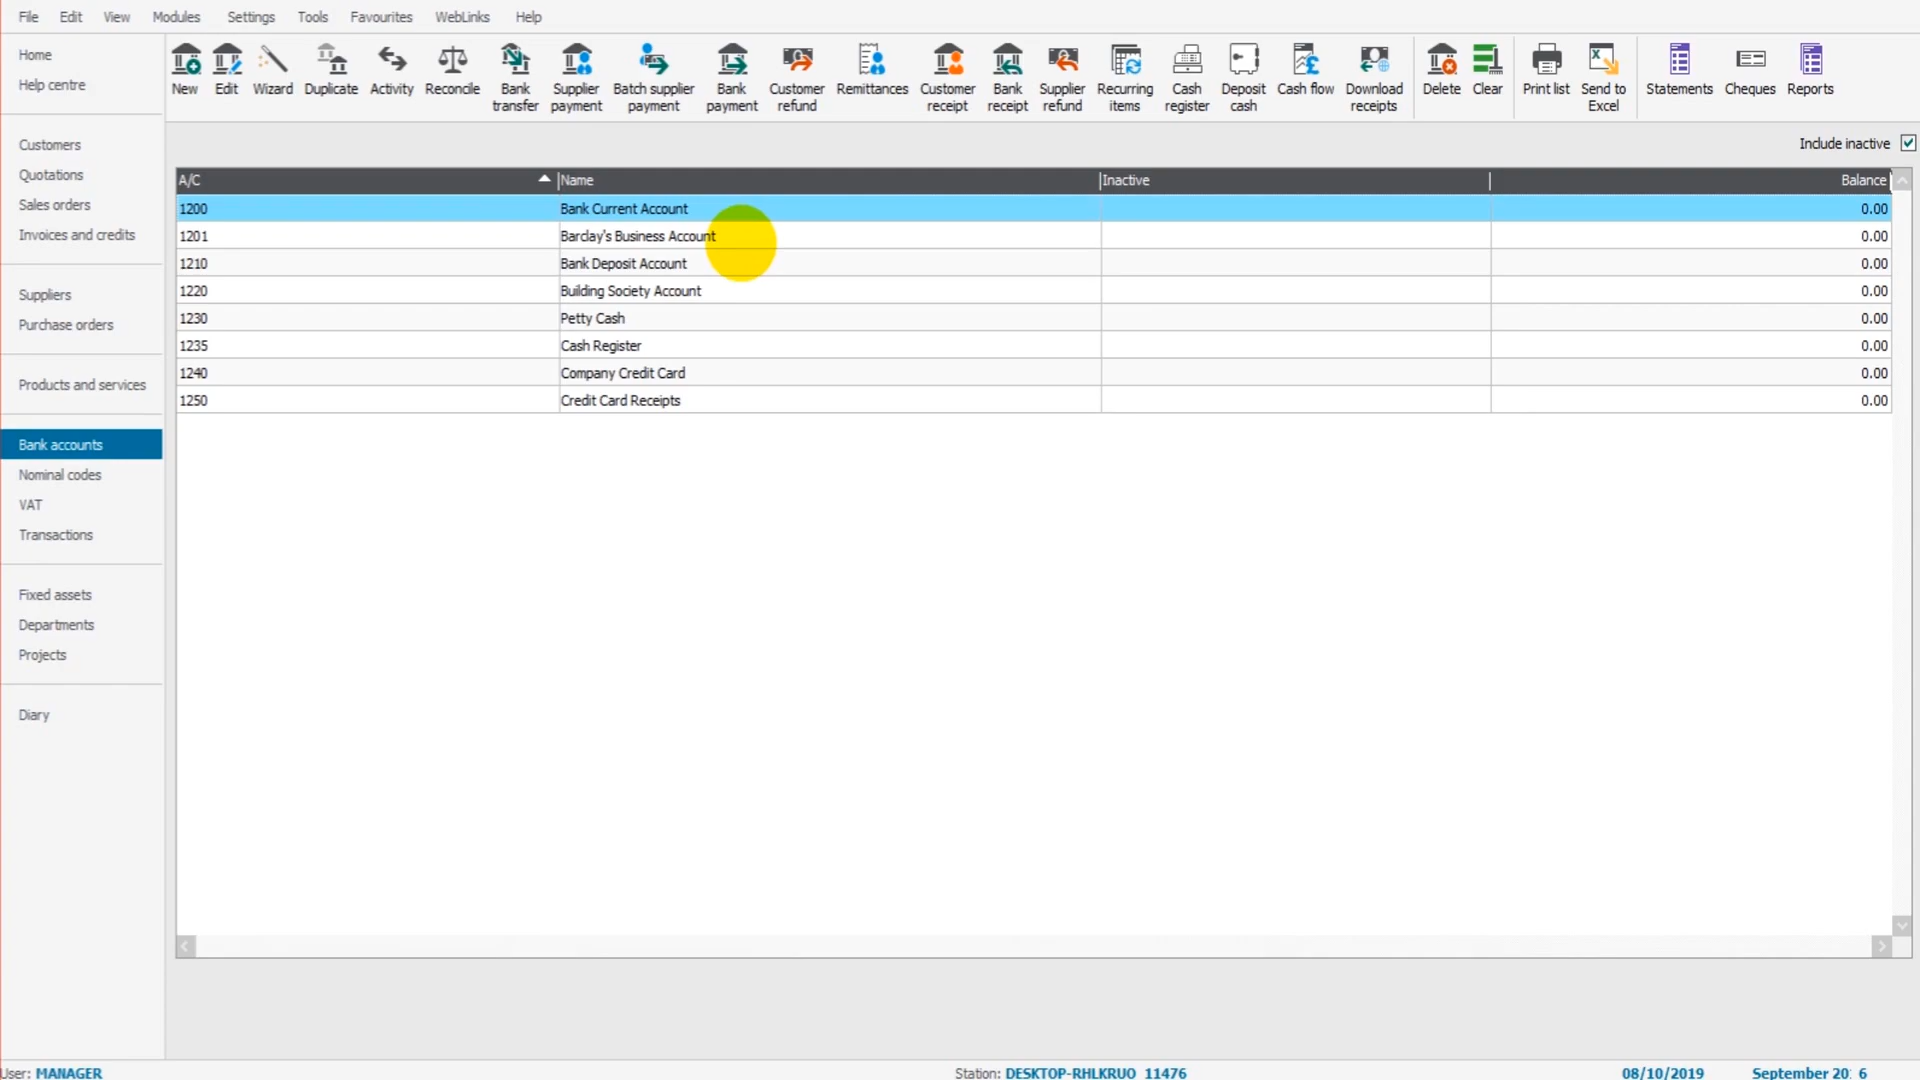 File Edit View Modules Settings Tools Favourites WebLinks Help
Home
Help centre
Customers
Quotations
Sales orders
Invoices and credits
Suppliers
Purchase orders
Products and services
Bank accounts
Nominal codes
VAT
Transactions
Fixed assets
Departments
Projects
Diary
New Edit Wizard Duplicate Activity Reconcile Bank transfer Supplier payment Batch supplier payment Bank payment Customer refund Remittances Customer receipt Bank receipt Supplier refund Recurring items Cash register Deposit cash Cash flow Download receipts Delete Clear Print list Send to Excel Statements Cheques Reports
Include inactive
A/C Name Inactive Balance
1200 Bank Current Account 0.00
1201 Barclay's Business Account 0.00
1210 Bank Deposit Account 0.00
1220 Building Society Account 0.00
1230 Petty Cash 0.00
1235 Cash Register 0.00
1240 Company Credit Card 0.00
1250 Credit Card Receipts 0.00
User: MANAGER Station: DESKTOP-RHLKRUO 11476 08/10/2019 September